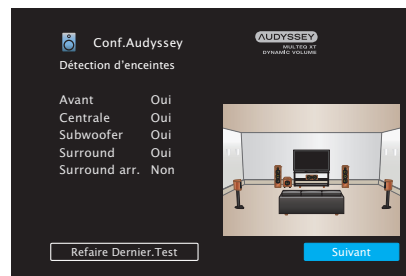 Conf.Audyssey
AUDYSSEY
MULTEQ XT
DYNAMIC VOLUME
Détection d'enceintes
Avant Oui
Centrale Oui
Subwoofer Oui
Surround Oui
Surround arr. Non
Refaire Dernier.Test
Suivant